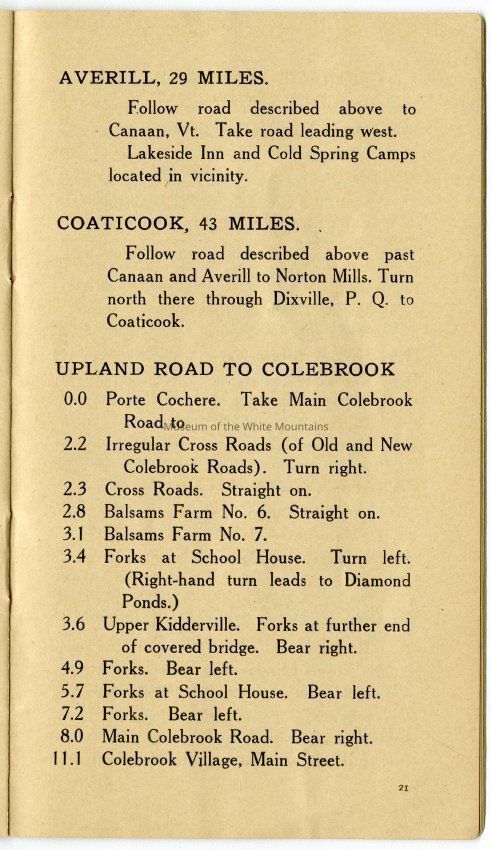 AVERILL, 29 MILES.
Follow road described above to
Canaan, Vt. Take road leading west.
Lakeside Inn and Cold Spring Camps
located in vicinity.
COATICOOK, 43 MILES.
Follow road described above past
Canaan and Averill to Norton Mills. Turn
north there through Dixville, P. Q. to
Coaticook.
UPLAND ROAD TO COLEBROOK
0.0 Porte Cochere. Take Main Colebrook
Road to
Museum of the White Mountains
2.2 Irregular Cross Roads (of Old and New
Colebrook Roads). Turn right.
2.3 Cross Roads. Straight on.
2.8 Balsams Farm No. 6. Straight on.
3.1 Balsams Farm No. 7.
3.4 Forks at School House. Turn left.
(Right-hand turn leads to Diamond
Ponds.)
3.6 Upper Kidderville. Forks at further end
of covered bridge. Bear right.
4.9 Forks. Bear left.
5.7 Forks at School House. Bear left.
7.2 Forks. Bear left.
8.0 Main Colebrook Road. Bear right.
11.1 Colebrook Village, Main Street.
21